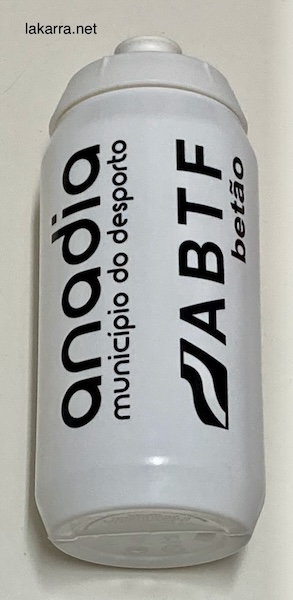 lakarra.net
anadia
município do desporto
ABTF
betão